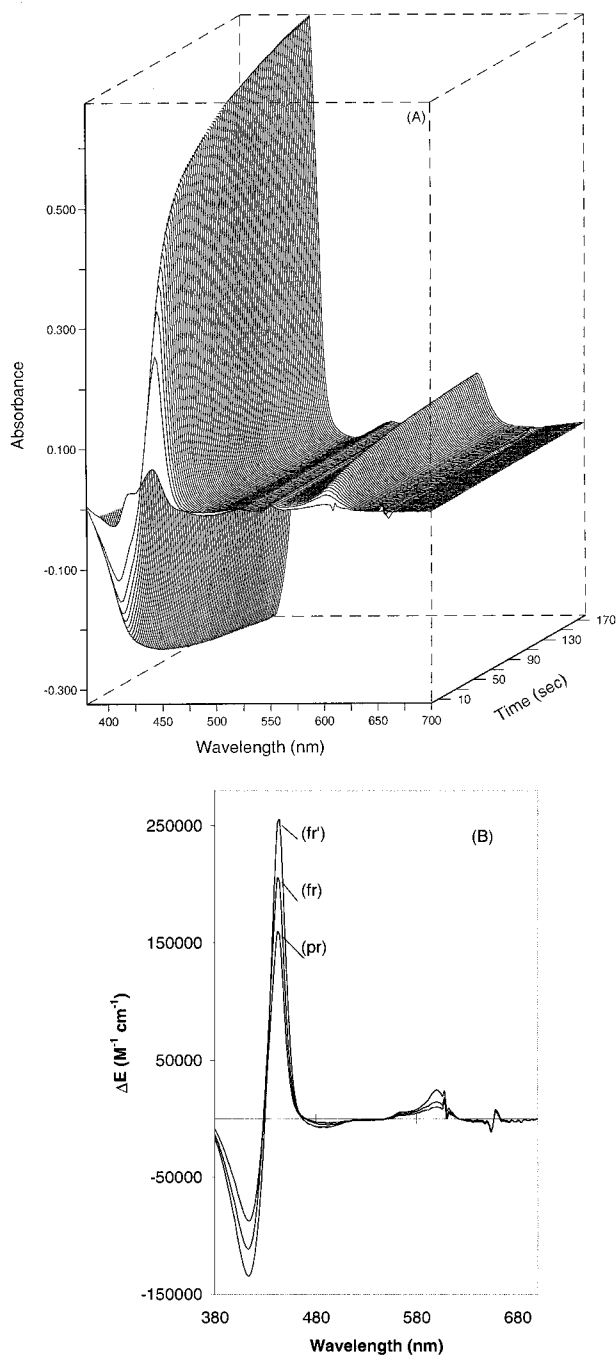 (A)
0.500
0.300
0.100
-0.100
-0.300
Absorbance
400 450 500 550 600 650 700
Wavelength (nm)
10 50 90 130 170
Time (sec)
(B)
250000
150000
50000
-50000
-150000
ΔE (M⁻¹ cm⁻¹)
(fr')
(fr)
(pr)
380 480 580 680
Wavelength (nm)